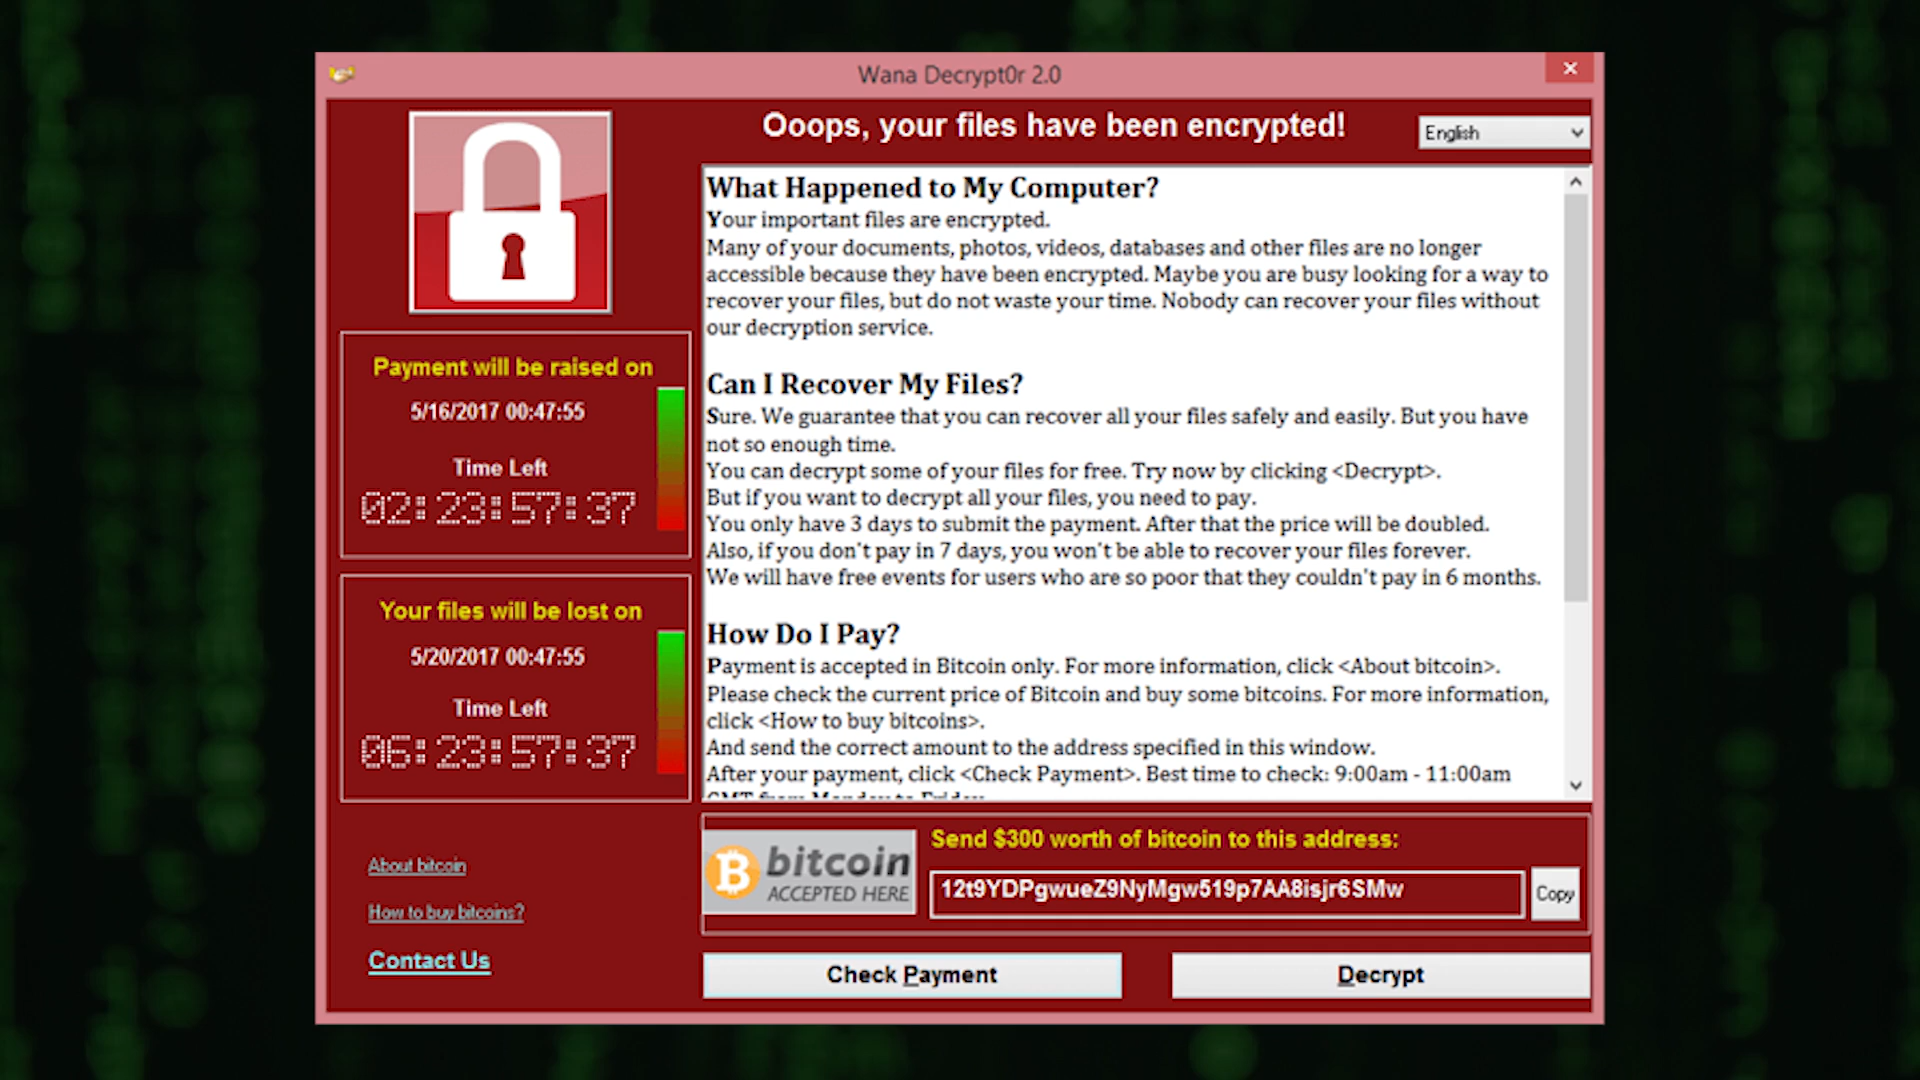 Wana Decrypt0r 2.0
Ooops, your files have been encrypted!
English
What Happened to My Computer?
Your important files are encrypted.
Many of your documents, photos, videos, databases and other files are no longer
accessible because they have been encrypted. Maybe you are busy looking for a way to
recover your files, but do not waste your time. Nobody can recover your files without
our decryption service.
Can I Recover My Files?
Sure. We guarantee that you can recover all your files safely and easily. But you have
not so enough time.
You can decrypt some of your files for free. Try now by clicking <Decrypt>.
But if you want to decrypt all your files, you need to pay.
You only have 3 days to submit the payment. After that the price will be doubled.
Also, if you don't pay in 7 days, you won't be able to recover your files forever.
We will have free events for users who are so poor that they couldn't pay in 6 months.
How Do I Pay?
Payment is accepted in Bitcoin only. For more information, click <About bitcoin>.
Please check the current price of Bitcoin and buy some bitcoins. For more information,
click <How to buy bitcoins>.
And send the correct amount to the address specified in this window.
After your payment, click <Check Payment>. Best time to check: 9:00am - 11:00am
GMT from Monday to Friday.
Payment will be raised on
5/16/2017 00:47:55
Time Left
02:23:57:37
Your files will be lost on
5/20/2017 00:47:55
Time Left
06:23:57:37
About bitcoin
How to buy bitcoins?
Contact Us
bitcoin
ACCEPTED HERE
Send $300 worth of bitcoin to this address:
12t9YDPgwueZ9NyMgw519p7AA8isjr6SMw
Copy
Check Payment
Decrypt